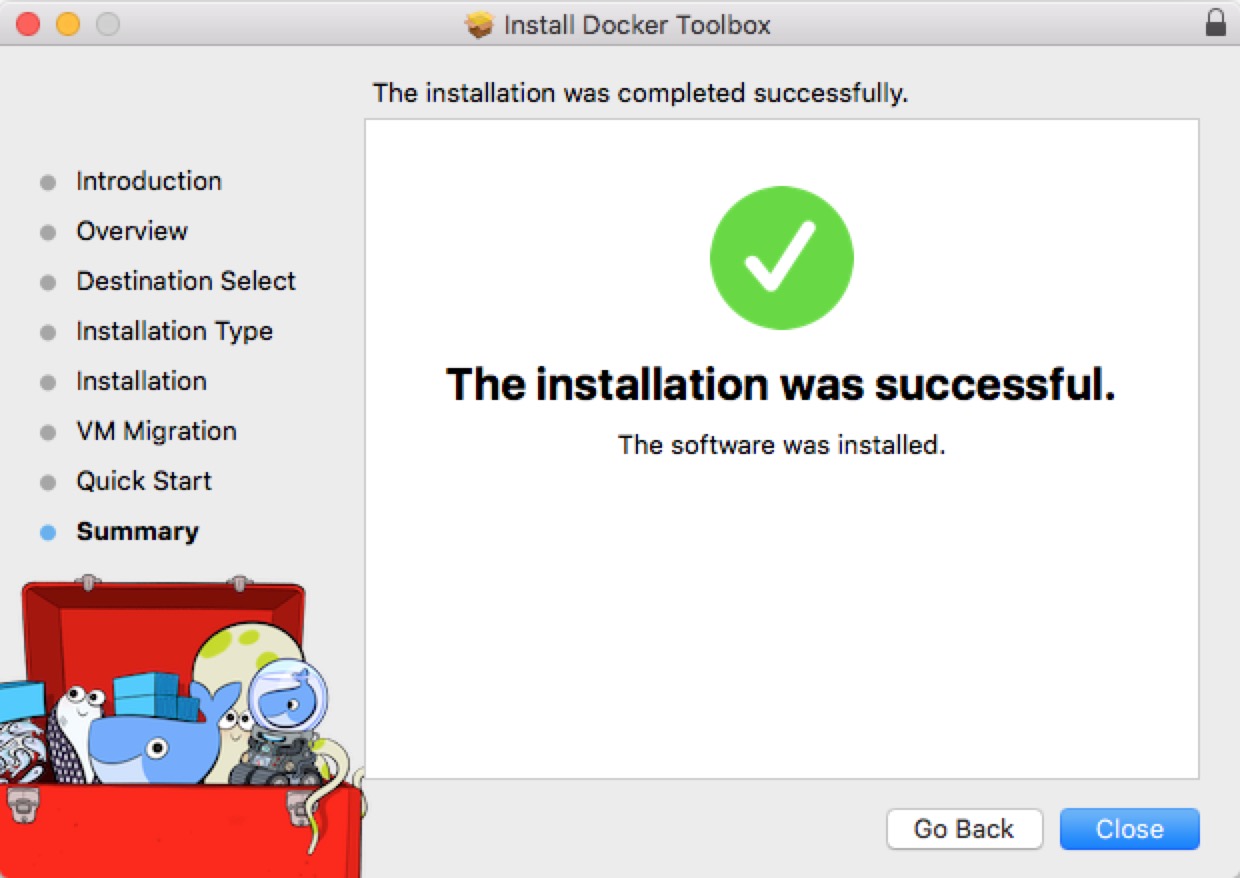 Install Docker Toolbox
The installation was completed successfully.
Introduction
Overview
Destination Select
Installation Type
Installation
VM Migration
Quick Start
Summary
The installation was successful.
The software was installed.
Go Back
Close